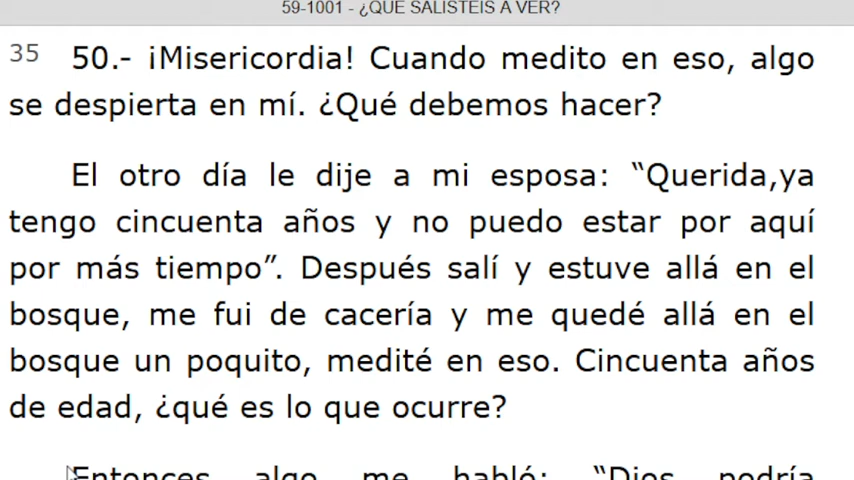 59-1001 - ¿QUE SALISTEIS A VER?
35 50.- ¡Misericordia! Cuando medito en eso, algo
se despierta en mí. ¿Qué debemos hacer?
El otro día le dije a mi esposa: “Querida,ya
tengo cincuenta años y no puedo estar por aquí
por más tiempo”. Después salí y estuve allá en el
bosque, me fui de cacería y me quedé allá en el
bosque un poquito, medité en eso. Cincuenta años
de edad, ¿qué es lo que ocurre?
Entonces algo me habló: “Dios podría